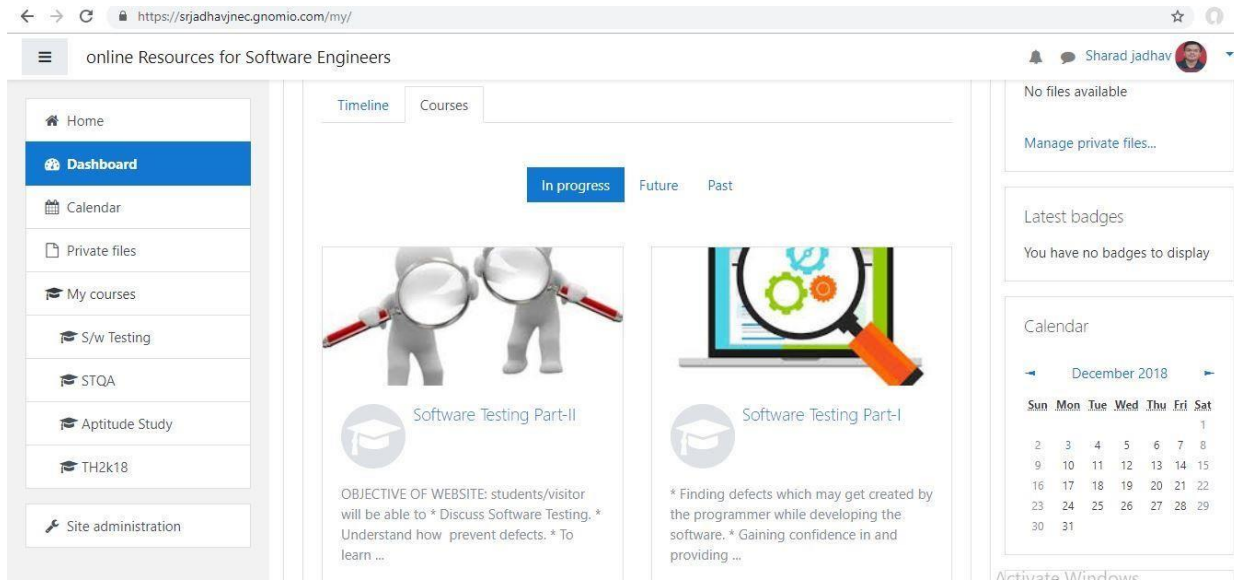 https://srjadhavjnec.gnomio.com/my/
online Resources for Software Engineers
Sharad jadhav
Home
Dashboard
Calendar
Private files
My courses
S/w Testing
STQA
Aptitude Study
TH2k18
Site administration
Timeline Courses
In progress Future Past
Software Testing Part-II
OBJECTIVE OF WEBSITE: students/visitor
will be able to * Discuss Software Testing. *
Understand how prevent defects. * To
learn ...
Software Testing Part-I
* Finding defects which may get created by
the programmer while developing the
software. * Gaining confidence in and
providing ...
No files available
Manage private files...
Latest badges
You have no badges to display
Calendar
December 2018
Sun Mon Tue Wed Thu Fri Sat
1
2 3 4 5 6 7 8
9 10 11 12 13 14 15
16 17 18 19 20 21 22
23 24 25 26 27 28 29
30 31
Activate Windows